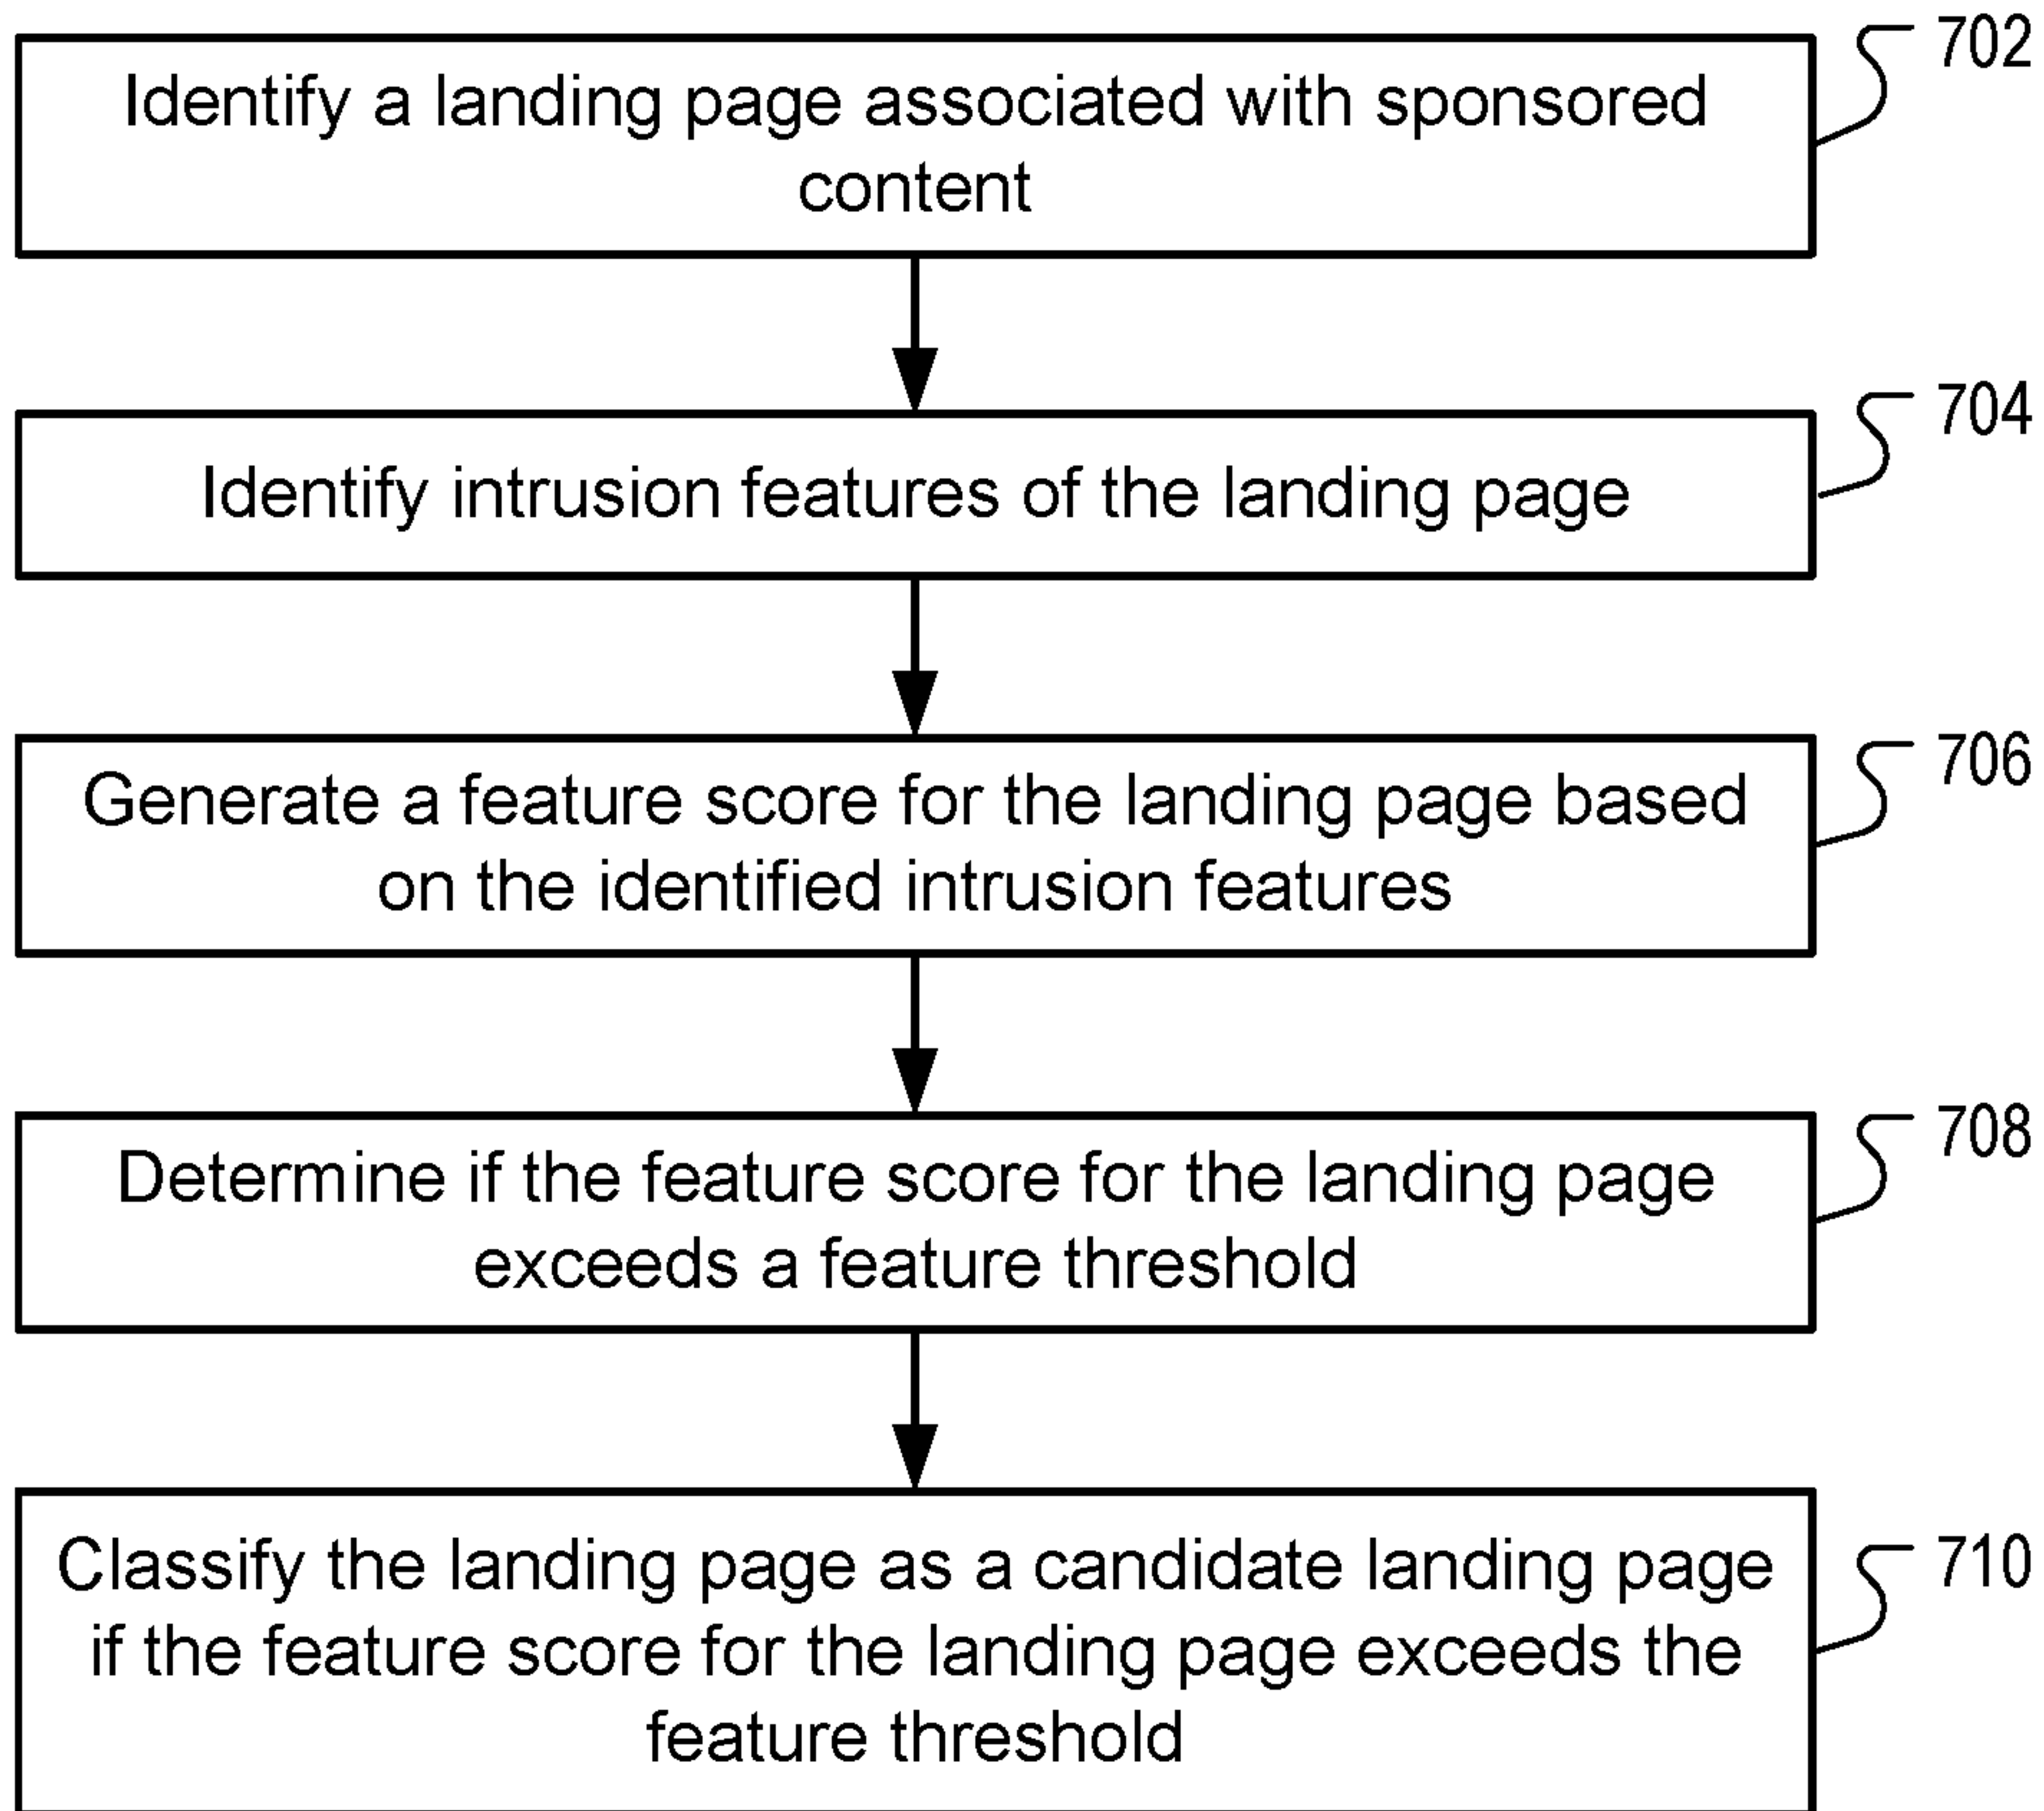 702
Identify a landing page associated with sponsored
content
704
Identify intrusion features of the landing page
706
Generate a feature score for the landing page based
on the identified intrusion features
708
Determine if the feature score for the landing page
exceeds a feature threshold
710
Classify the landing page as a candidate landing page
if the feature score for the landing page exceeds the
feature threshold